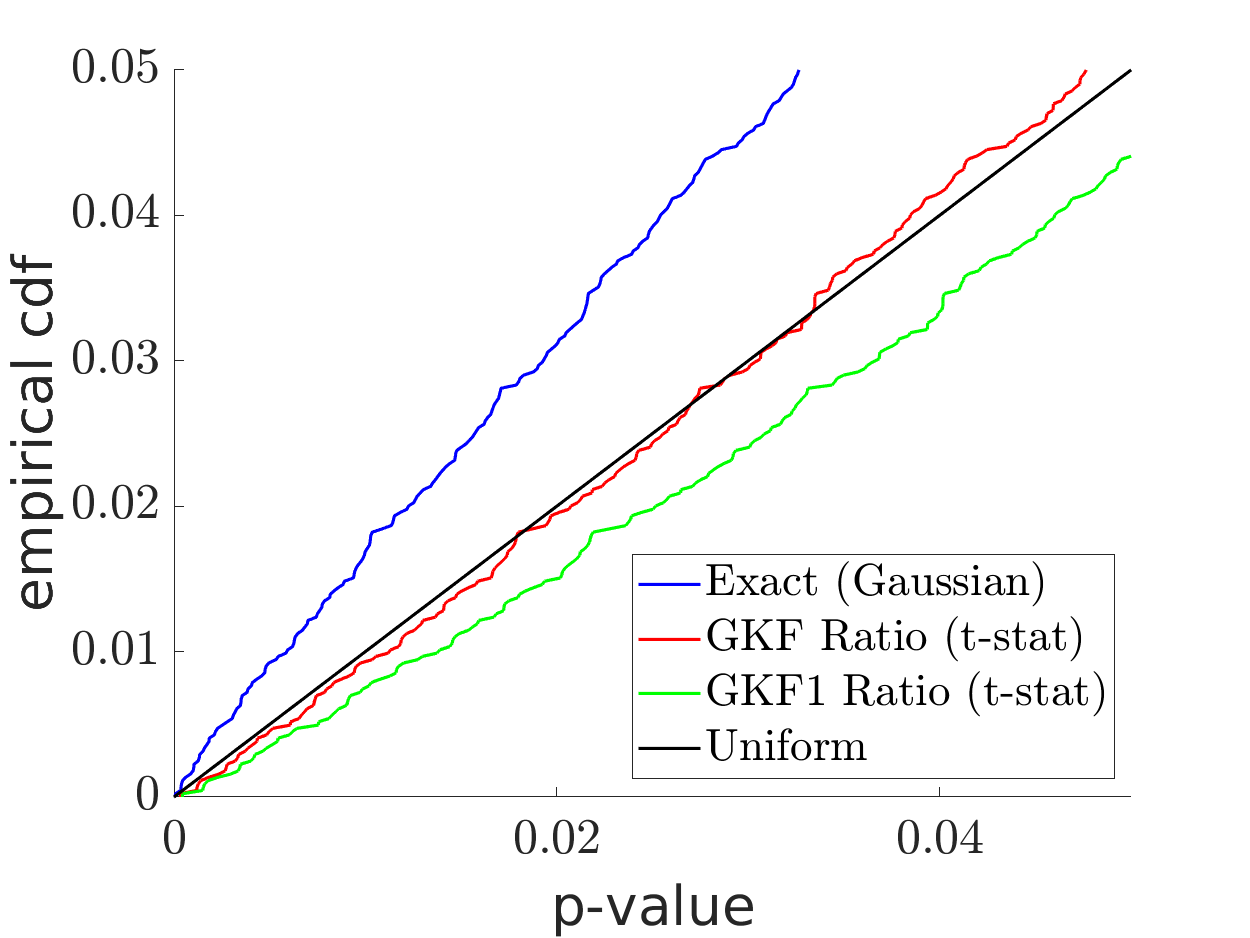 0.05
0.04
0.03
0.02
0.01
0
empirical cdf
Exact (Gaussian)
GKF Ratio (t-stat)
GKF1 Ratio (t-stat)
Uniform
0
0.02
0.04
p-value